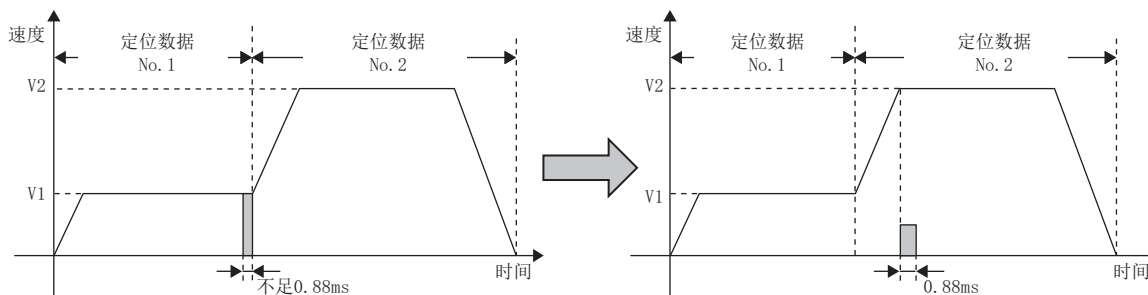 速度
定位数据
No.1
定位数据
No.2
V2
V1
时间
不足0.88ms
速度
定位数据
No.1
定位数据
No.2
V2
V1
时间
0.88ms